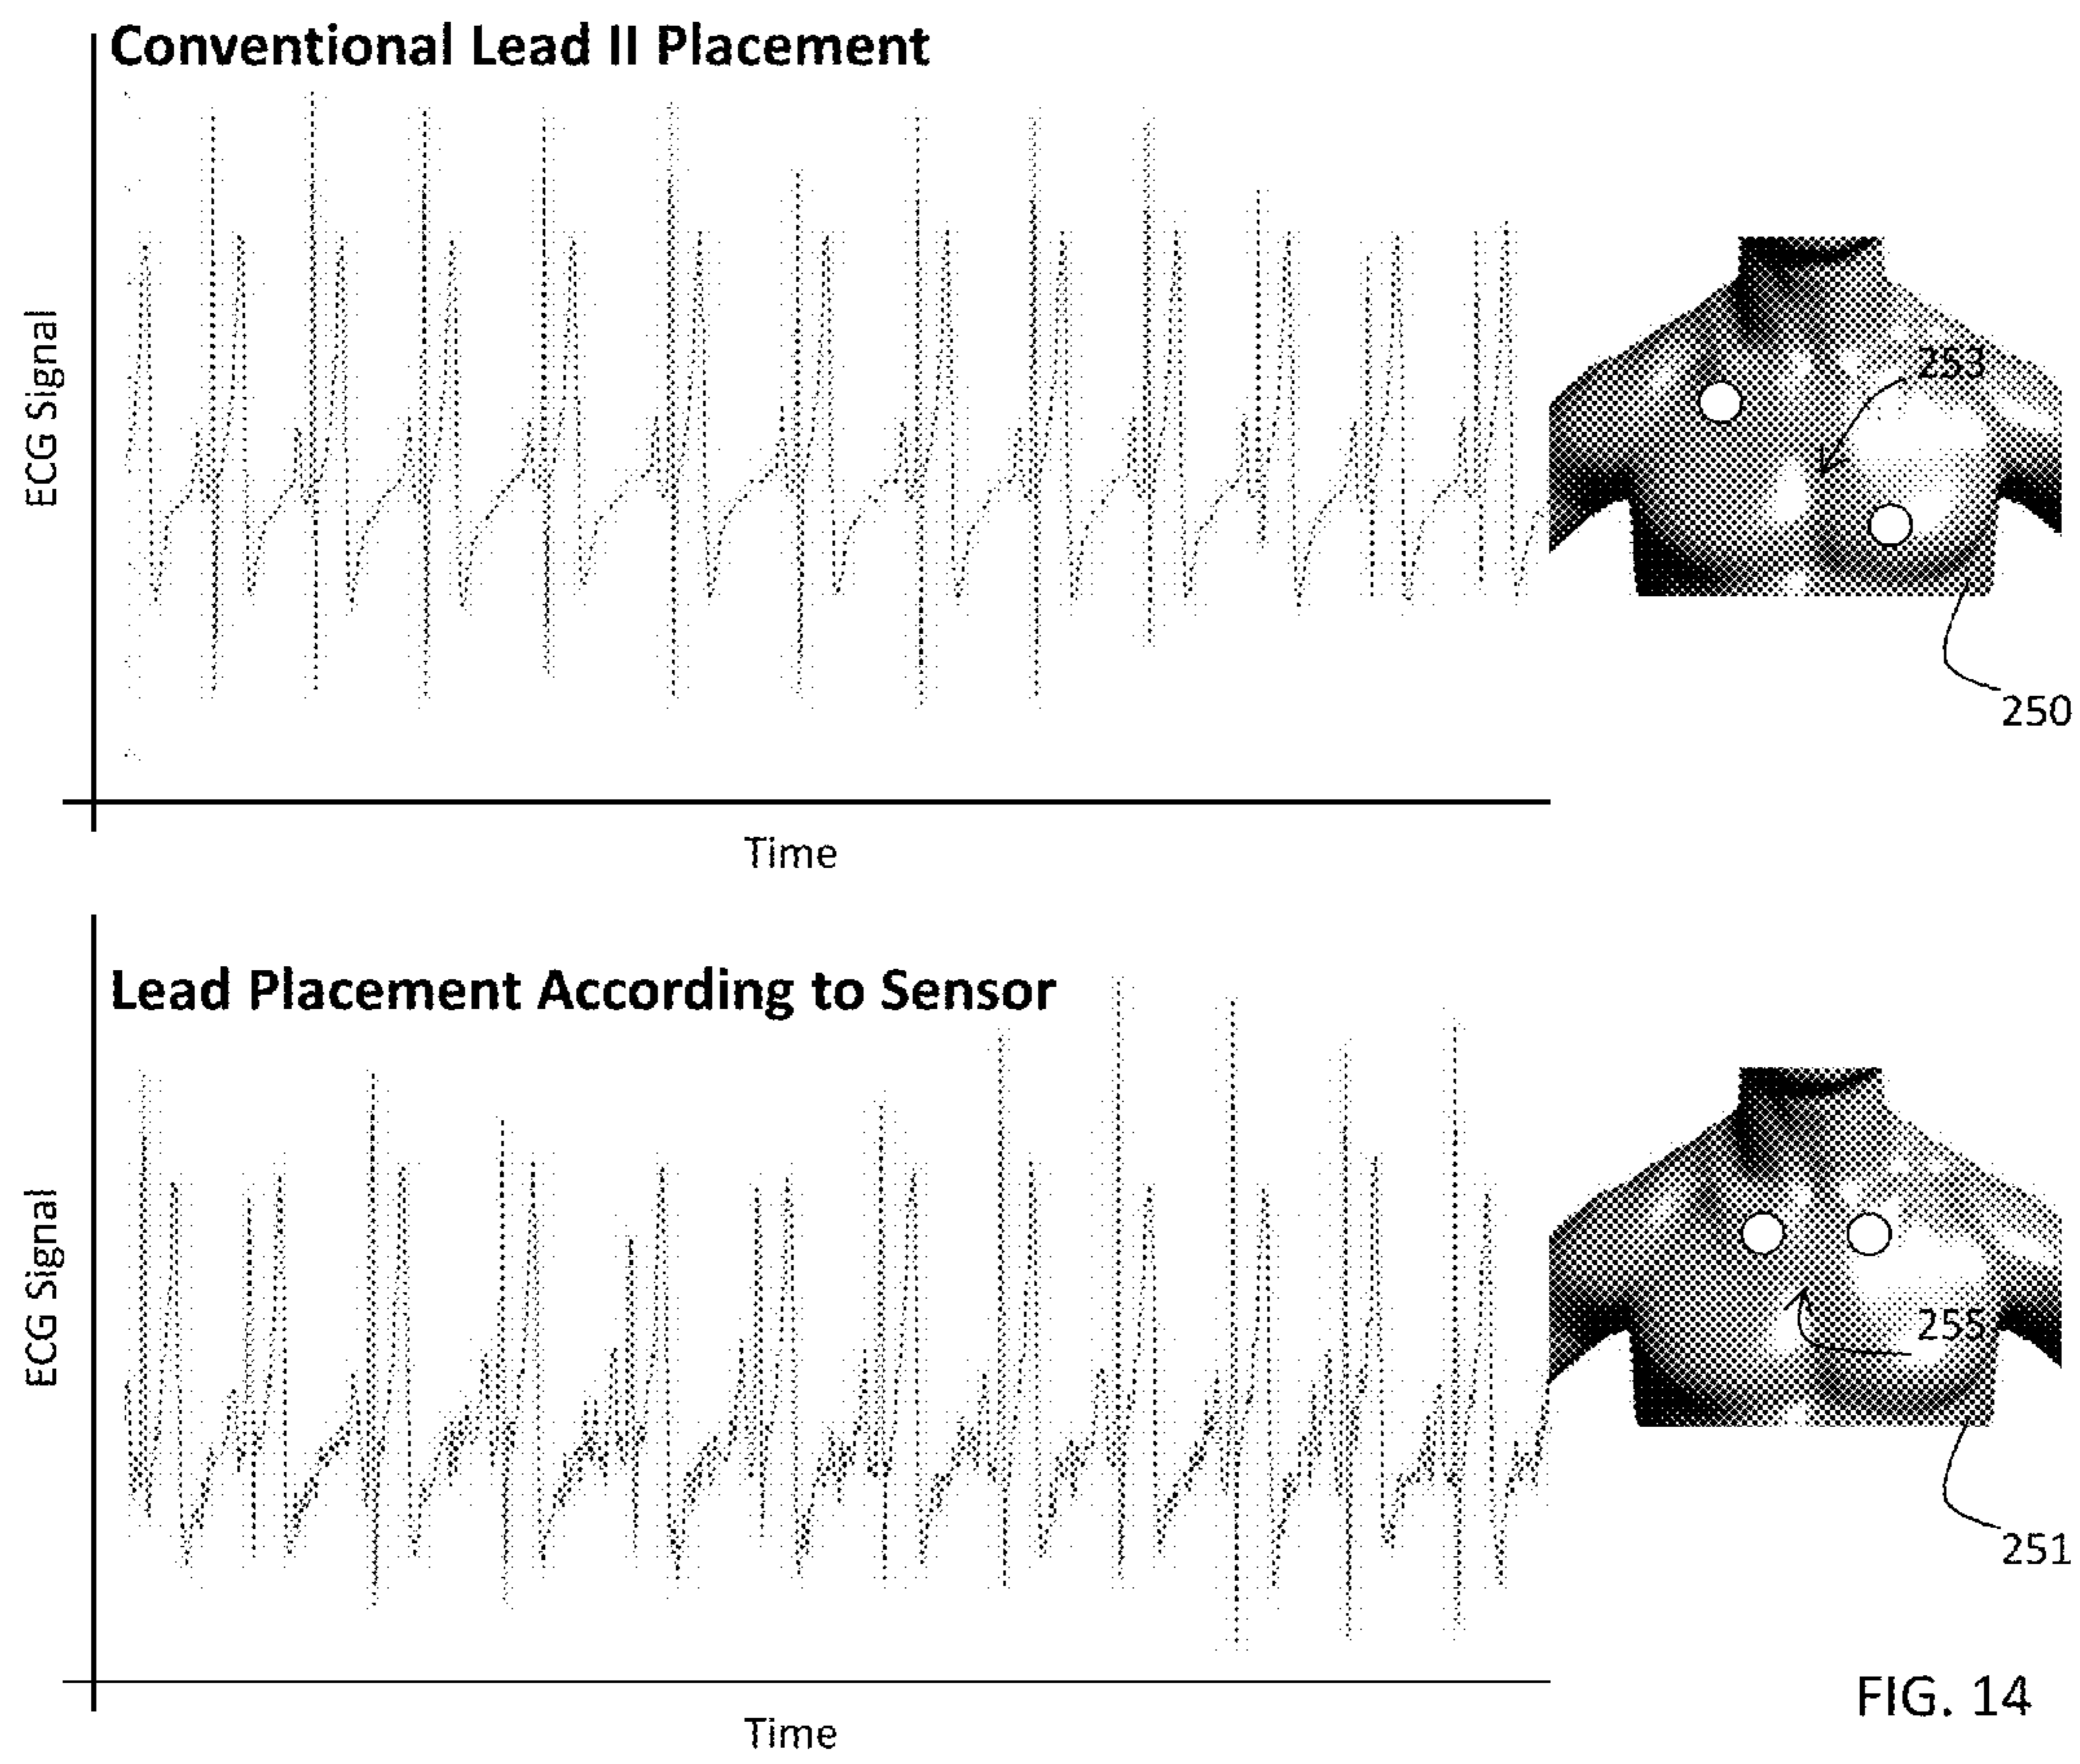 Conventional Lead II Placement
ECG Signal
253
250
Time
Lead Placement According to Sensor
ECG Signal
255
251
Time
FIG. 14